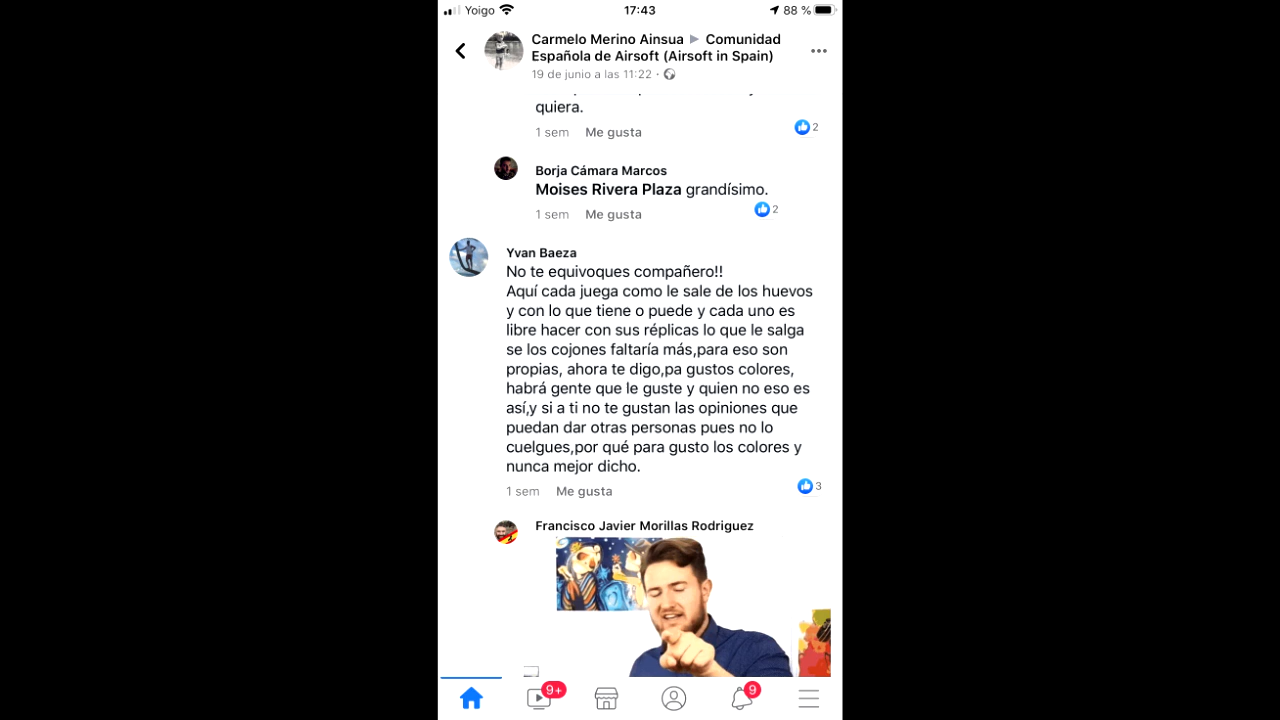 Yoigo
17:43
88 %
Carmelo Merino Ainsua ▶ Comunidad
Española de Airsoft (Airsoft in Spain)
19 de junio a las 11:22 ·
quiera.
1 sem Me gusta
2
Borja Cámara Marcos
Moises Rivera Plaza grandísimo.
1 sem Me gusta
2
Yvan Baeza
No te equivoques compañero!!
Aquí cada juega como le sale de los huevos
y con lo que tiene o puede y cada uno es
libre hacer con sus réplicas lo que le salga
se los cojones faltaría más,para eso son
propias, ahora te digo,pa gustos colores,
habrá gente que le guste y quien no eso es
así,y si a ti no te gustan las opiniones que
puedan dar otras personas pues no lo
cuelgues,por qué para gusto los colores y
nunca mejor dicho.
1 sem Me gusta
3
Francisco Javier Morillas Rodriguez
9+
9